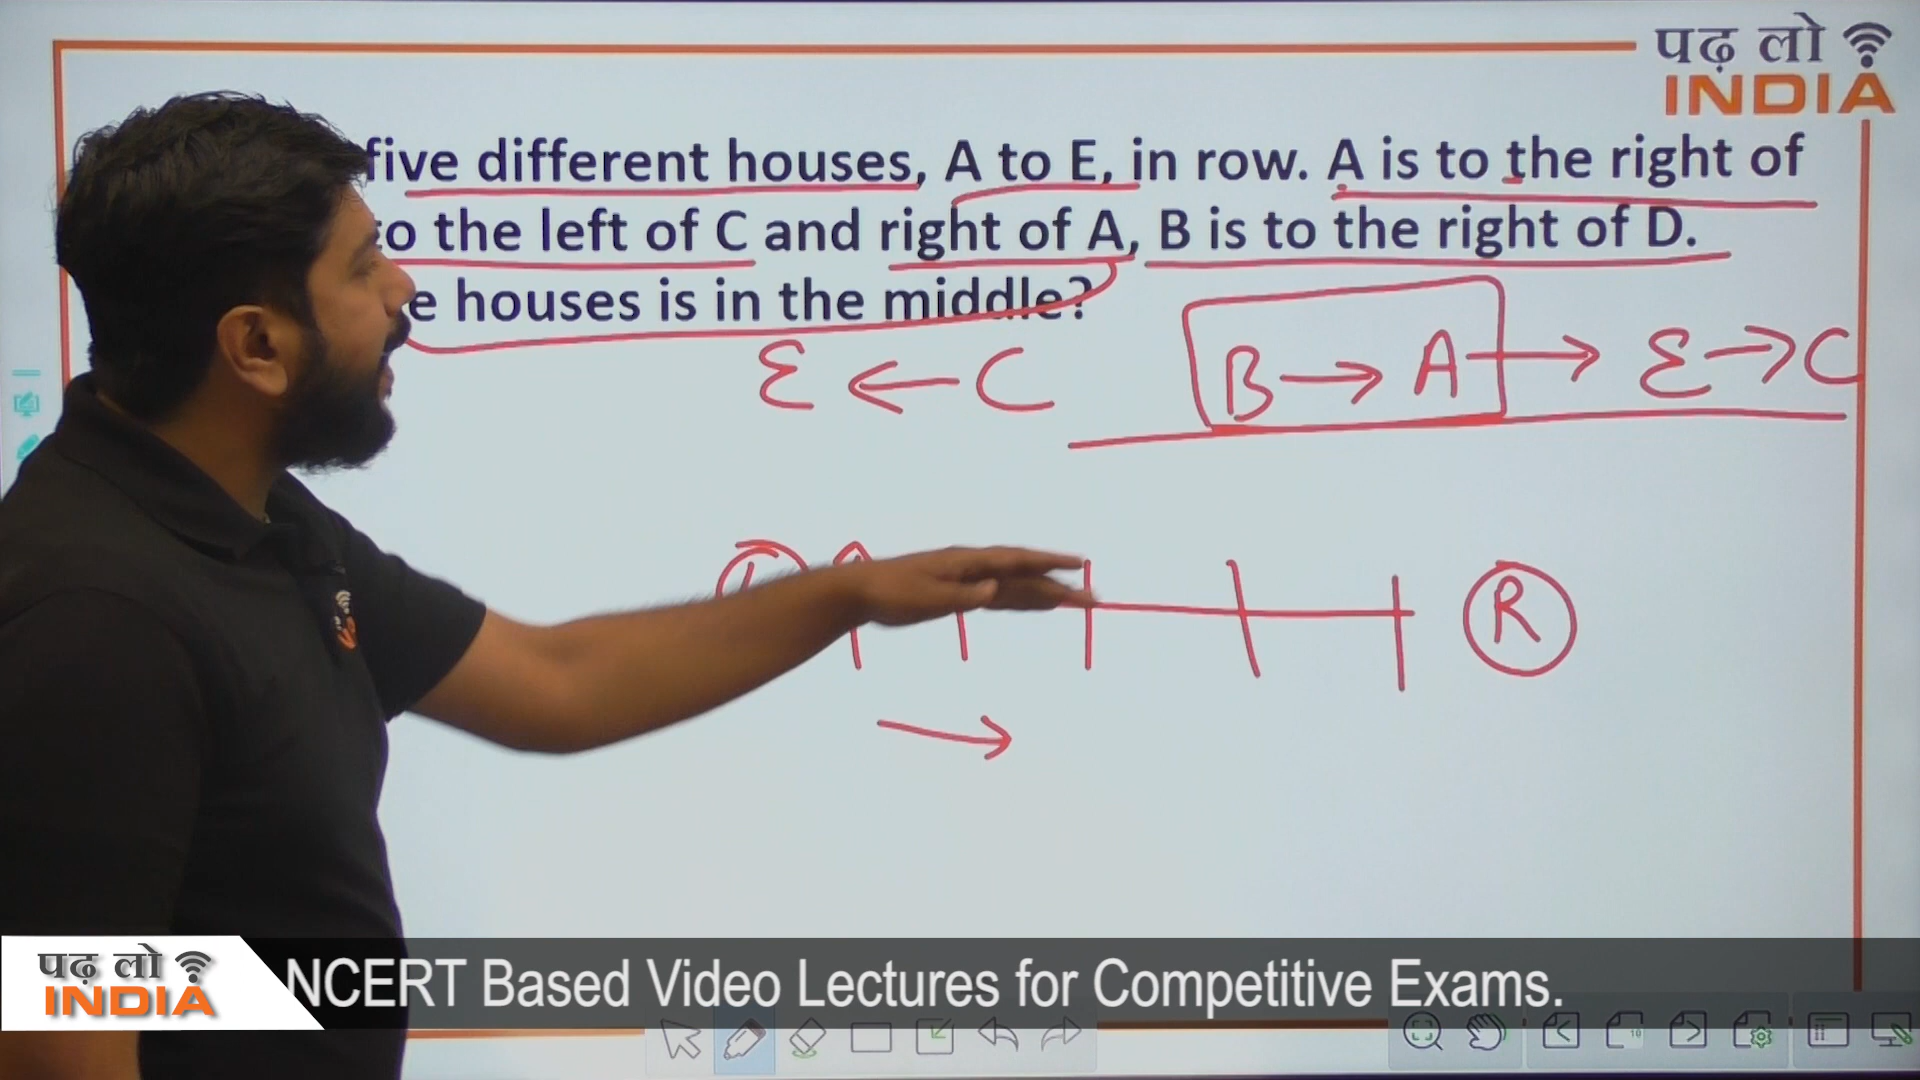 पढ़ लो
INDIA
five different houses, A to E, in row. A is to the right of
to the left of C and right of A, B is to the right of D.
houses is in the middle?
E ← C
B → A → E → C
R
पढ़ लो
INDIA
NCERT Based Video Lectures for Competitive Exams.